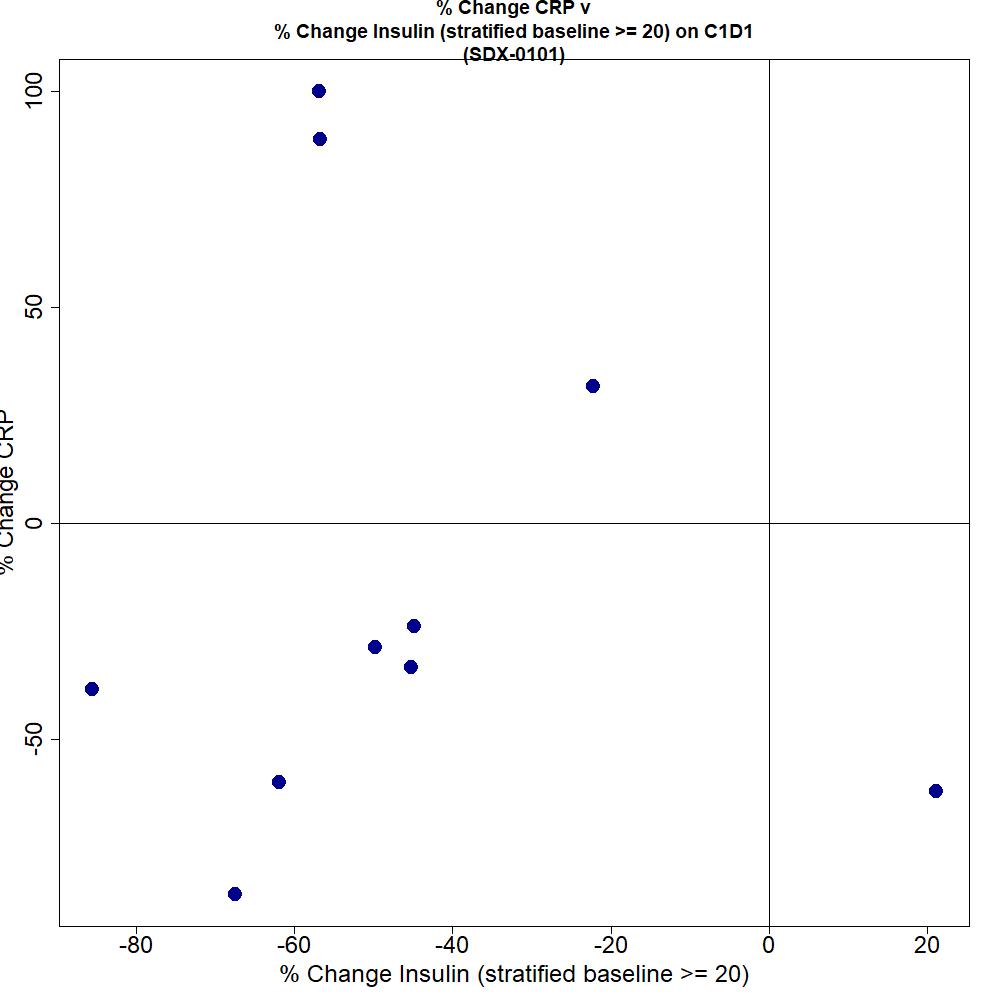 % Change CRP v
% Change Insulin (stratified baseline >= 20) on C1D1
(SDX-0101)
100
50
0
-50
% Change CRP
-80
-60
-40
-20
0
20
% Change Insulin (stratified baseline >= 20)